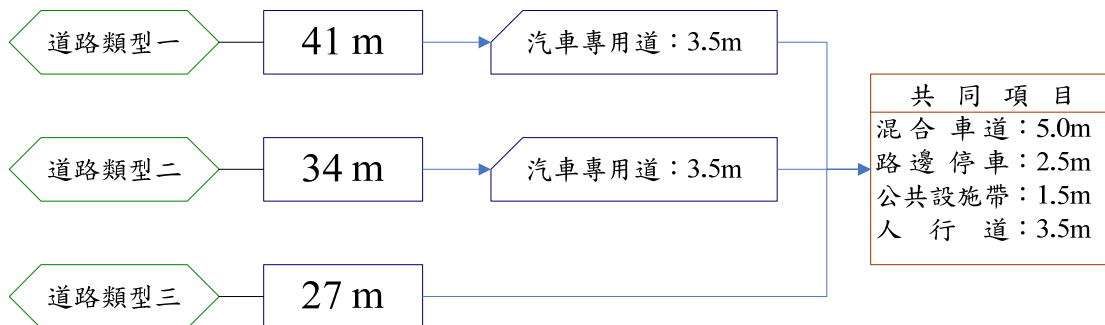 道路類型一
41 m
汽車專用道：3.5m
道路類型二
34 m
汽車專用道：3.5m
道路類型三
27 m
共同項目
混合車道：5.0m
路邊停車：2.5m
公共設施帶：1.5m
人行道：3.5m